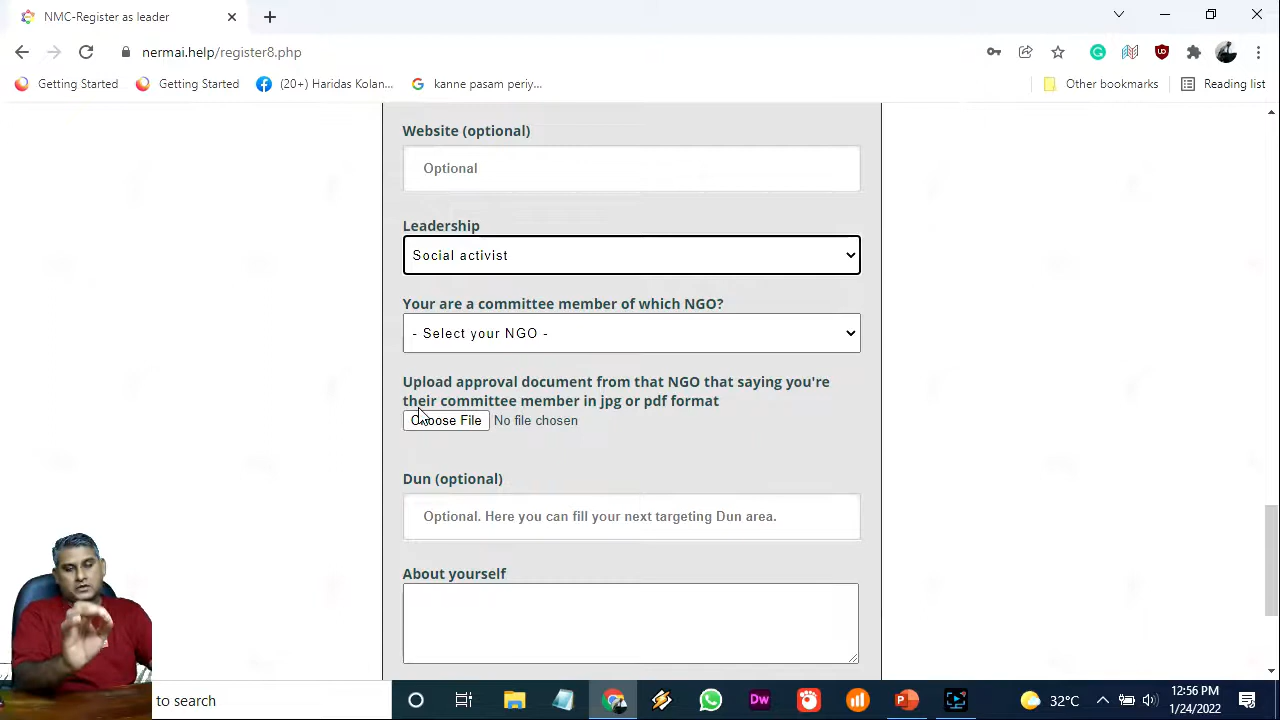 NMC-Register as leader
nermai.help/register8.php
Getting Started
Getting Started
(20+) Haridas Kolan...
kanne pasam periy...
Other bookmarks
Reading list
Website (optional)
Optional
Leadership
Social activist
Your are a committee member of which NGO?
- Select your NGO -
Upload approval document from that NGO that saying you're
their committee member in jpg or pdf format
Choose File No file chosen
Dun (optional)
Optional. Here you can fill your next targeting Dun area.
About yourself
to search
Dw
32°C
12:56 PM
1/24/2022